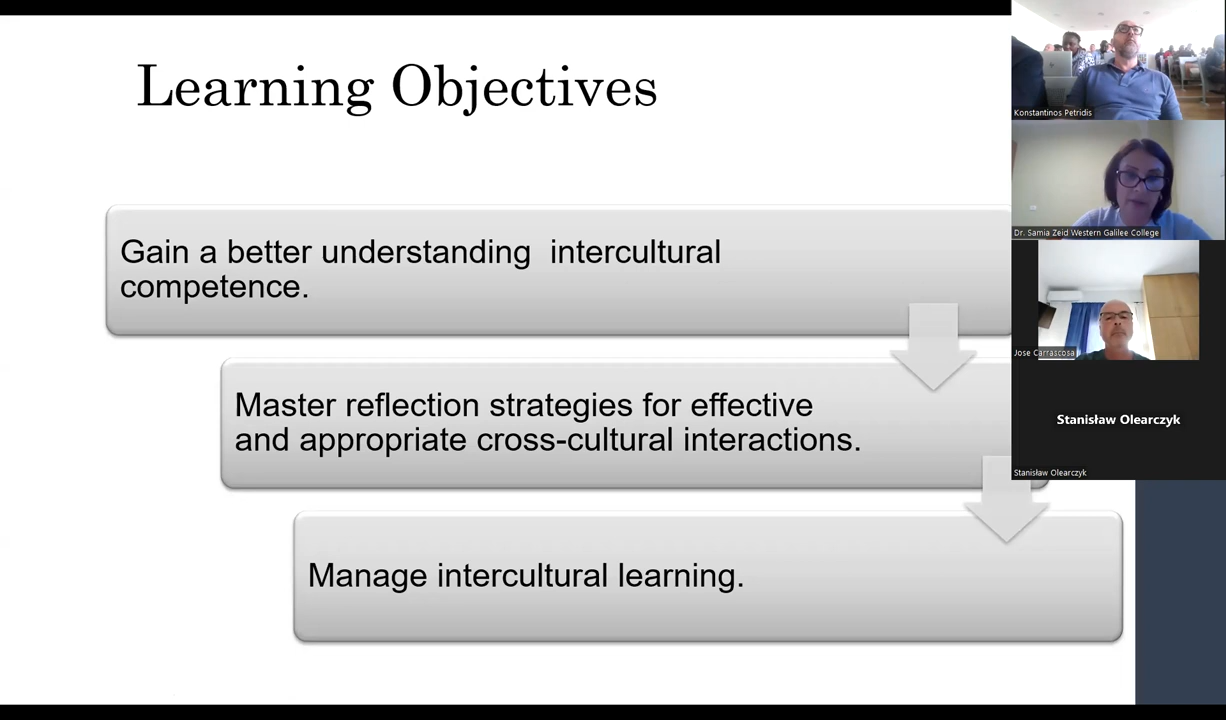 Learning Objectives
Gain a better understanding  intercultural
competence.
Master reflection strategies for effective
and appropriate cross-cultural interactions.
Manage intercultural learning.
Konstantinos Petridis
Dr. Samia Zeid Western Galilee College
Jose Carrascosa
Stanisław Olearczyk
Stanisław Olearczyk